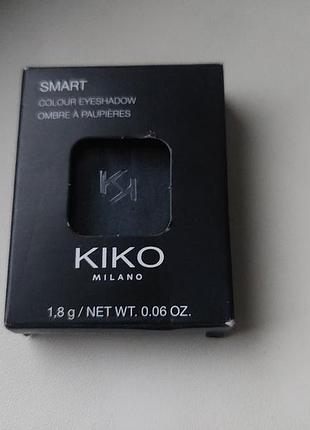 SMART
COLOUR EYESHADOW
OMBRE À PAUPIÈRES
KIKO
MILANO
1,8 g / NET WT. 0.06 OZ.